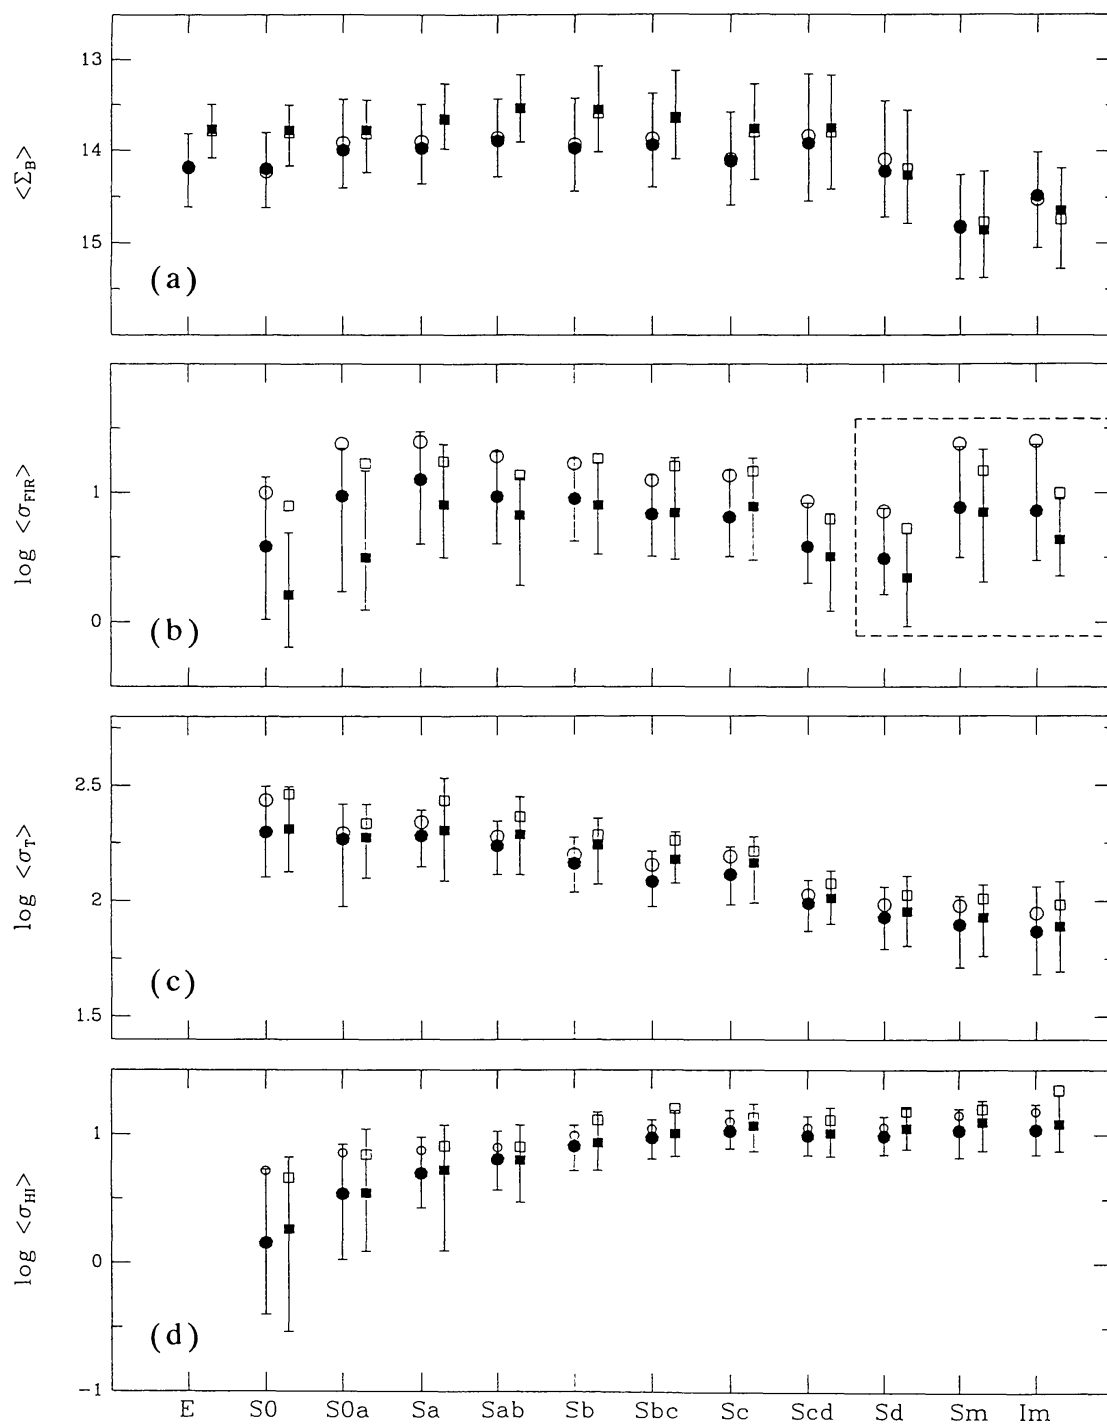 13
14
15
<Σ_B>
(a)
1
0
log <σ_FIR>
(b)
2.5
2
1.5
log <σ_T>
(c)
1
0
-1
log <σ_HI>
(d)
E S0 S0a Sa Sab Sb Sbc Sc Scd Sd Sm Im